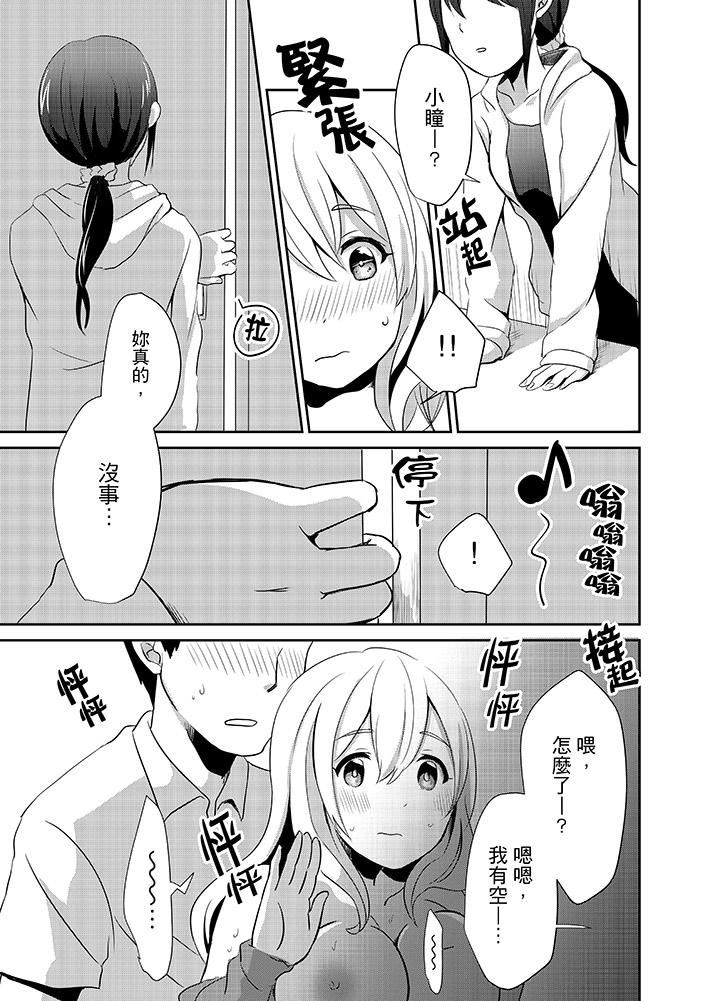 小瞳—?
站起
緊張
!!
拉
妳真的,
沒事…
嗡嗡嗡嗡
停下
!
接起
喂,
怎麼了—?
嗯嗯,
我有空—…
怦怦
怦怦
怦怦